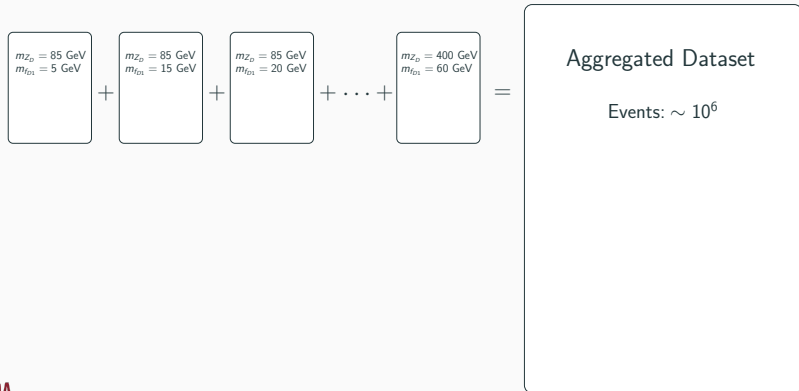 m_{Z_D} = 85 GeV
m_{f_{D1}} = 5 GeV
+
m_{Z_D} = 85 GeV
m_{f_{D1}} = 15 GeV
+
m_{Z_D} = 85 GeV
m_{f_{D1}} = 20 GeV
+ ⋯ +
m_{Z_D} = 400 GeV
m_{f_{D1}} = 60 GeV
=
Aggregated Dataset
Events: ∼ 10^6